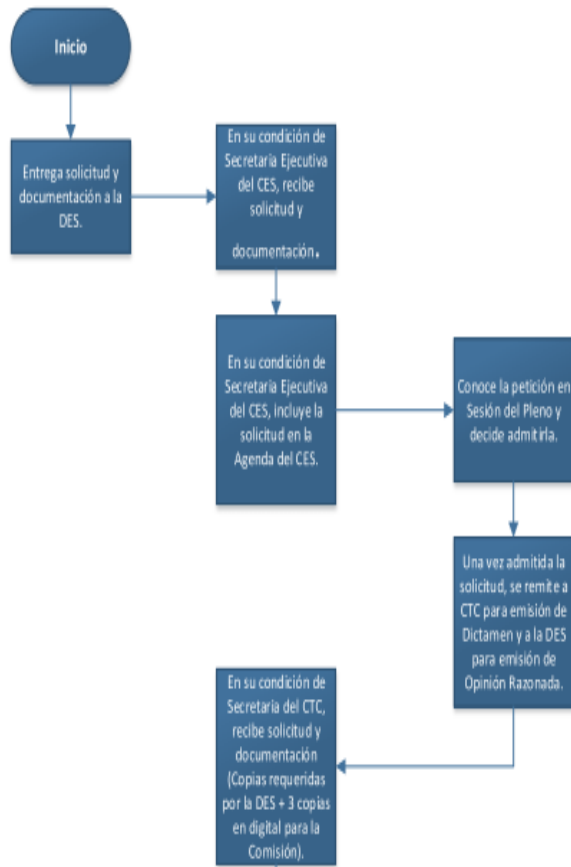 Inicio
Entrega solicitud y
documentación a la
DES.
En su condición de
Secretaria Ejecutiva
del CES, recibe
solicitud y
documentación.
En su condición de
Secretaria Ejecutiva
del CES, incluye la
solicitud en la
Agenda del CES.
Conoce la petición en
Sesión del Pleno y
decide admitirla.
Una vez admitida la
solicitud, se remite a
CTC para emisión de
Dictamen y a la DES
para emisión de
Opinión Razonada.
En su condición de
Secretaria del CTC,
recibe solicitud y
documentación
(Copias requeridas
por la DES + 3 copias
en digital para la
Comisión).